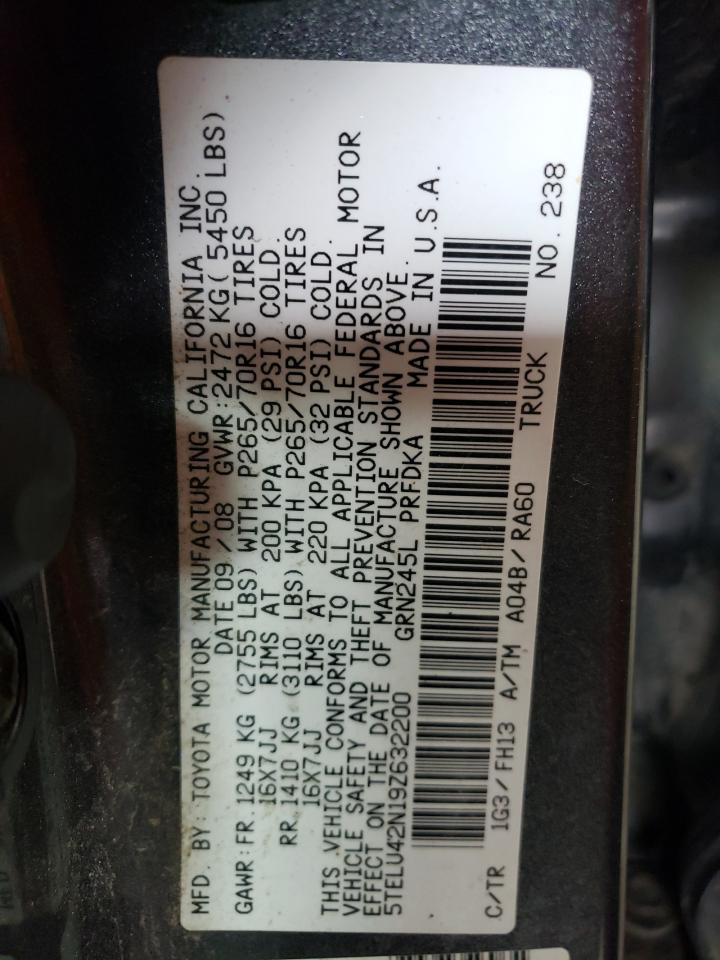 MFD. BY: TOYOTA MOTOR MANUFACTURING CALIFORNIA INC.
DATE 09/08 GVWR:2472 KG( 5450 LBS)
GAWR:FR.1249 KG (2755 LBS) WITH P265/70R16 TIRES
16X7JJ RIMS AT 200 KPA (29 PSI) COLD.
RR.1410 KG (3110 LBS) WITH P265/70R16 TIRES
16X7JJ RIMS AT 220 KPA (32 PSI) COLD.
THIS VEHICLE CONFORMS TO ALL APPLICABLE FEDERAL MOTOR
VEHICLE SAFETY AND THEFT PREVENTION STANDARDS IN
EFFECT ON THE DATE OF MANUFACTURE SHOWN ABOVE.
5TELU42N19Z632200 GRN245L PRFDKA MADE IN U.S.A.
C/TR 1G3/FH13 A/TM A04B/RA60 TRUCK NO.238